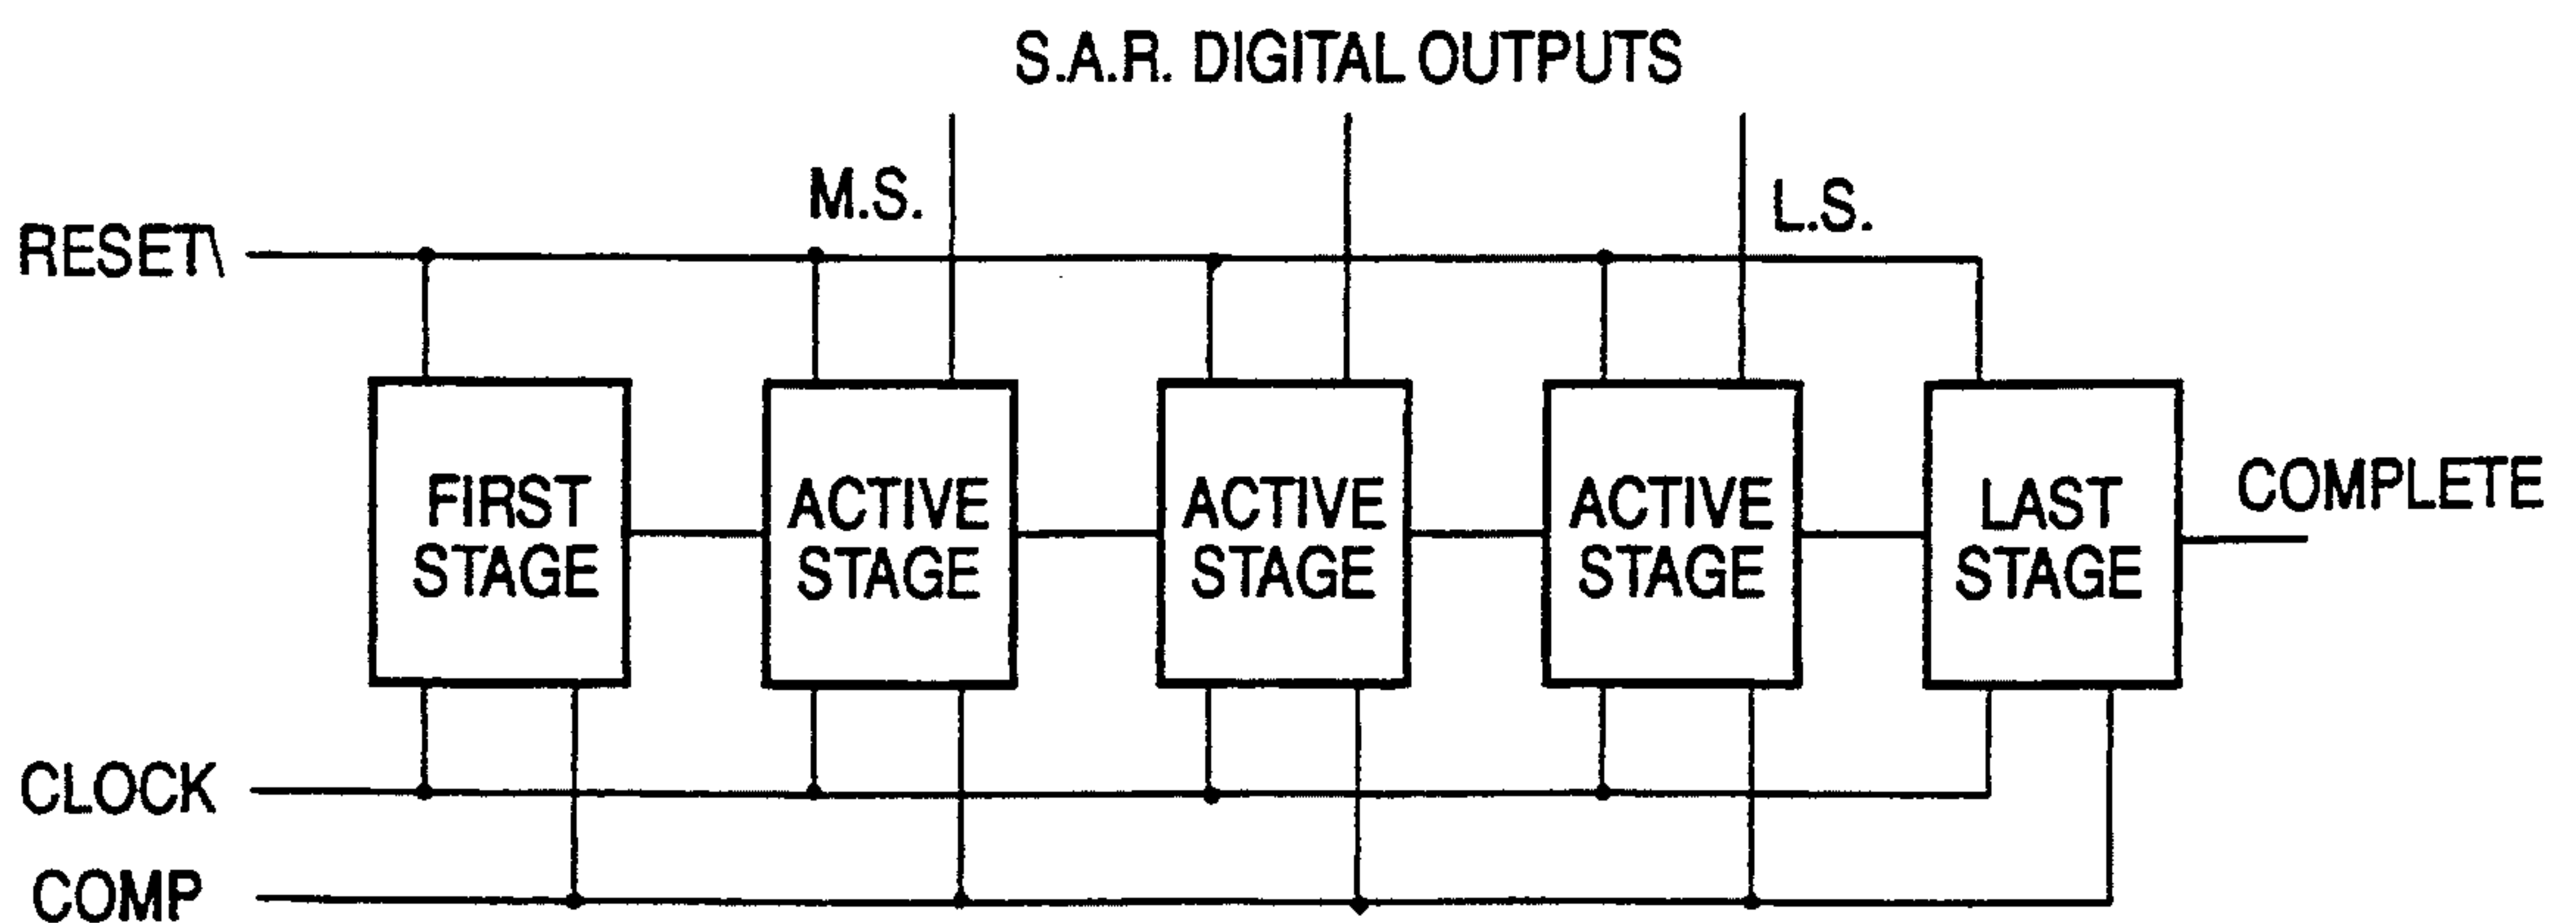 S.A.R. DIGITAL OUTPUTS
M.S.
L.S.
RESET\
FIRST
STAGE
ACTIVE
STAGE
ACTIVE
STAGE
ACTIVE
STAGE
LAST
STAGE
COMPLETE
CLOCK
COMP